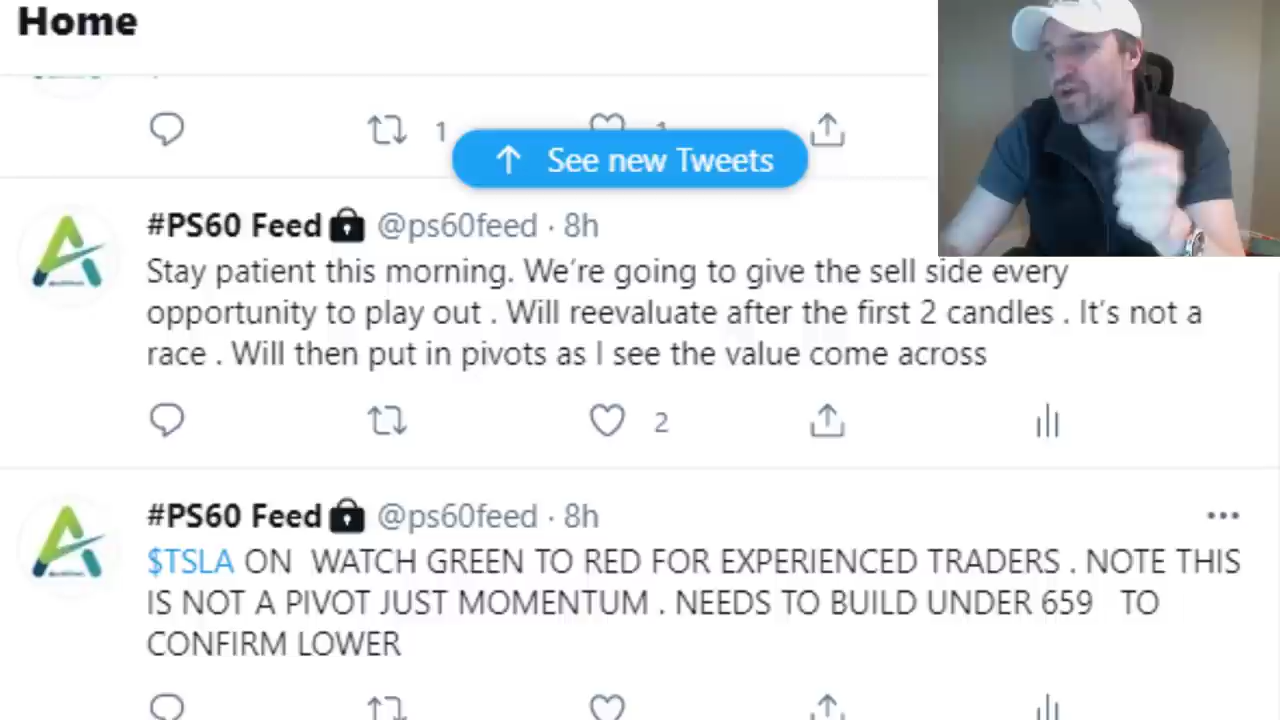 Home
1 1
See new Tweets
#PS60 Feed @ps60feed · 8h
Stay patient this morning. We're going to give the sell side every
opportunity to play out . Will reevaluate after the first 2 candles . It's not a
race . Will then put in pivots as I see the value come across
2
#PS60 Feed @ps60feed · 8h
$TSLA ON WATCH GREEN TO RED FOR EXPERIENCED TRADERS . NOTE THIS
IS NOT A PIVOT JUST MOMENTUM . NEEDS TO BUILD UNDER 659 TO
CONFIRM LOWER